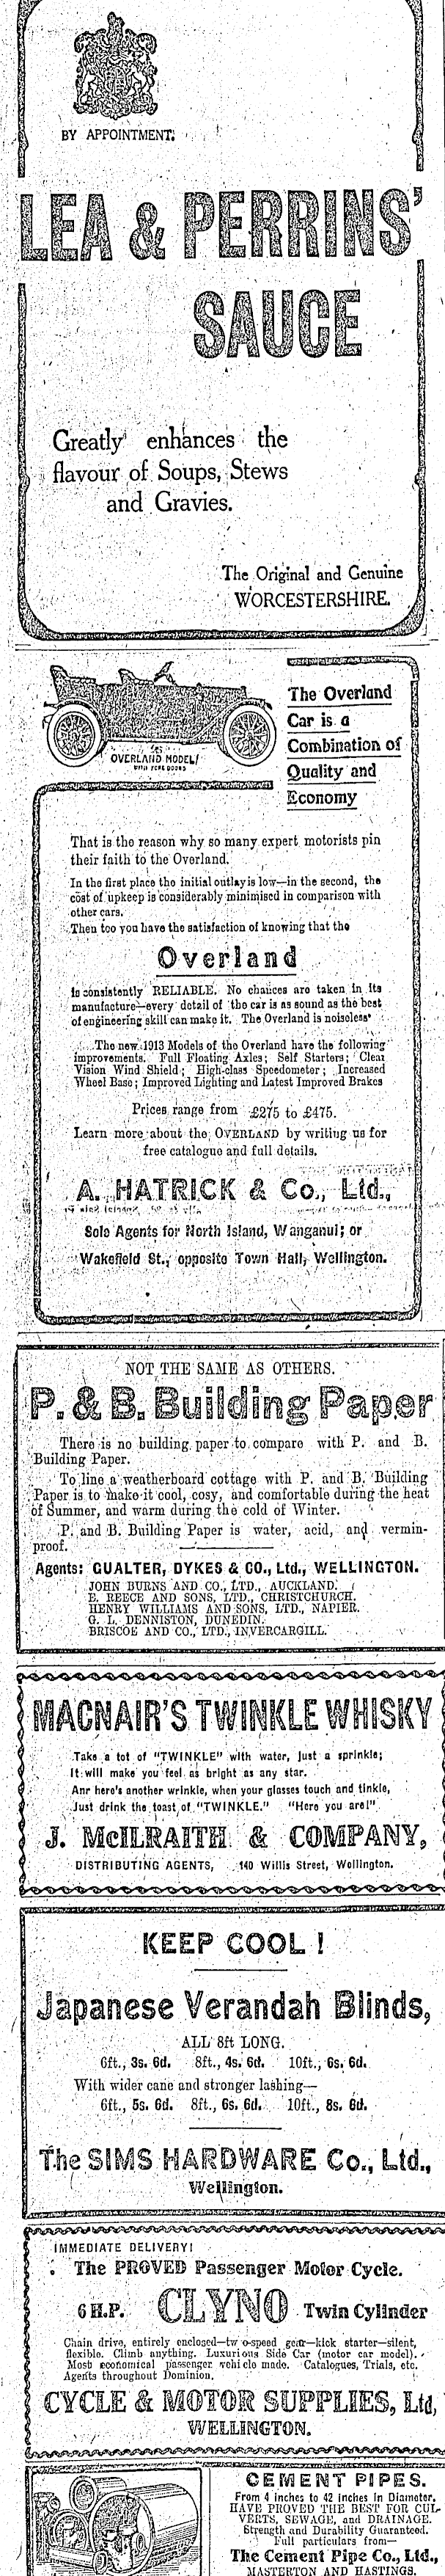 BY APPOINTMENT.
LEA & PERRINS'
SAUCE
Greatly enhances the
flavour of Soups, Stews
and Gravies.
The Original and Genuine
WORCESTERSHIRE.
OVERLAND MODEL
WITH FORE DOORS
The Overland
Car is a
Combination of
Quality and
Economy
That is the reason why so many expert motorists pin
their faith to the Overland.
In the first place the initial outlay is low—in the second, the
cost of upkeep is considerably minimised in comparison with
other cars.
Then too you have the satisfaction of knowing that the
Overland
is consistently RELIABLE. No chances are taken in its
manufacture—every detail of the car is as sound as the best
of engineering skill can make it. The Overland is noiseless
The new 1913 Models of the Overland have the following
improvements. Full Floating Axles; Self Starters; Clear
Vision Wind Shield; High-class Speedometer; Increased
Wheel Base; Improved Lighting and Latest Improved Brakes
Prices range from £275 to £475.
Learn more about the OVERLAND by writing us for
free catalogue and full details.
A. HATRICK & Co., Ltd.,
Sole Agents for North Island, Wanganui; or
Wakefield St., opposite Town Hall, Wellington.
NOT THE SAME AS OTHERS.
P. & B. Building Paper
There is no building paper to compare with P. and B.
Building Paper.
To line a weatherboard cottage with P. and B. Building
Paper is to make it cool, cosy, and comfortable during the heat
of Summer, and warm during the cold of Winter.
P. and B. Building Paper is water, acid, and vermin-
proof.
Agents: GUALTER, DYKES & CO., Ltd., WELLINGTON.
JOHN BURNS AND CO., LTD., AUCKLAND.
E. REECE AND SONS, LTD., CHRISTCHURCH.
HENRY WILLIAMS AND SONS, LTD., NAPIER.
G. L. DENNISTON, DUNEDIN.
BRISCOE AND CO., LTD., INVERCARGILL.
MACNAIR'S TWINKLE WHISKY
Take a tot of "TWINKLE" with water, just a sprinkle;
It will make you feel as bright as any star.
Anr here's another wrinkle, when your glasses touch and tinkle,
Just drink the toast of "TWINKLE." "Here you are!"
J. McILRAITH & COMPANY,
DISTRIBUTING AGENTS, 140 Willis Street, Wellington.
KEEP COOL!
Japanese Verandah Blinds,
ALL 8ft LONG.
6ft., 3s. 6d. 8ft., 4s. 6d. 10ft., 6s. 6d.
With wider cane and stronger lashing—
6ft., 5s. 6d. 8ft., 6s. 6d. 10ft., 8s. 6d.
The SIMS HARDWARE Co., Ltd.,
Wellington.
IMMEDIATE DELIVERY!
The PROVED Passenger Motor Cycle.
6 H.P. CLYNO Twin Cylinder
Chain drive, entirely enclosed—two-speed gear—kick starter—silent,
flexible. Climb anything. Luxurious Side Car (motor car model).
Most economical passenger vehicle made. Catalogues, Trials, etc.
Agents throughout Dominion.
CYCLE & MOTOR SUPPLIES, Ltd,
WELLINGTON.
CEMENT PIPES.
From 4 inches to 42 inches in Diameter.
HAVE PROVED THE BEST FOR CUL-
VERTS, SEWAGE, and DRAINAGE.
Strength and Durability Guaranteed.
Full particulars from—
The Cement Pipe Co., Ltd.,
MASTERTON AND HASTINGS.